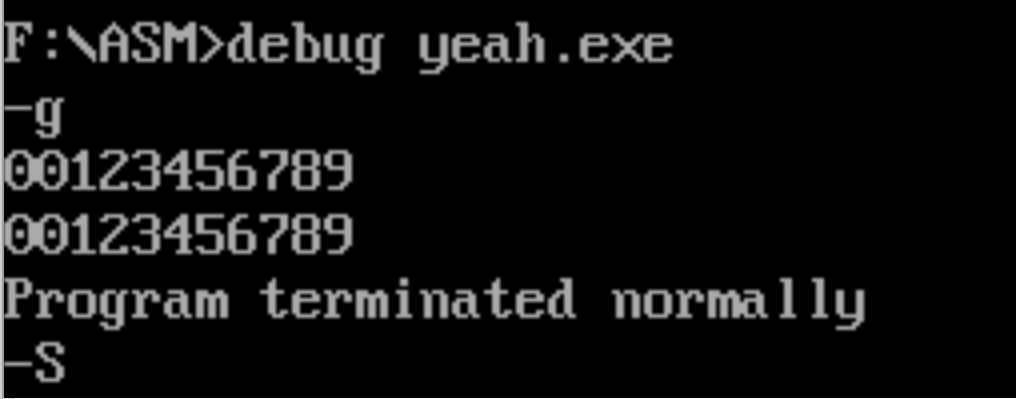 F:\ASM>debug yeah.exe
-g
00123456789
00123456789
Program terminated normally
-S